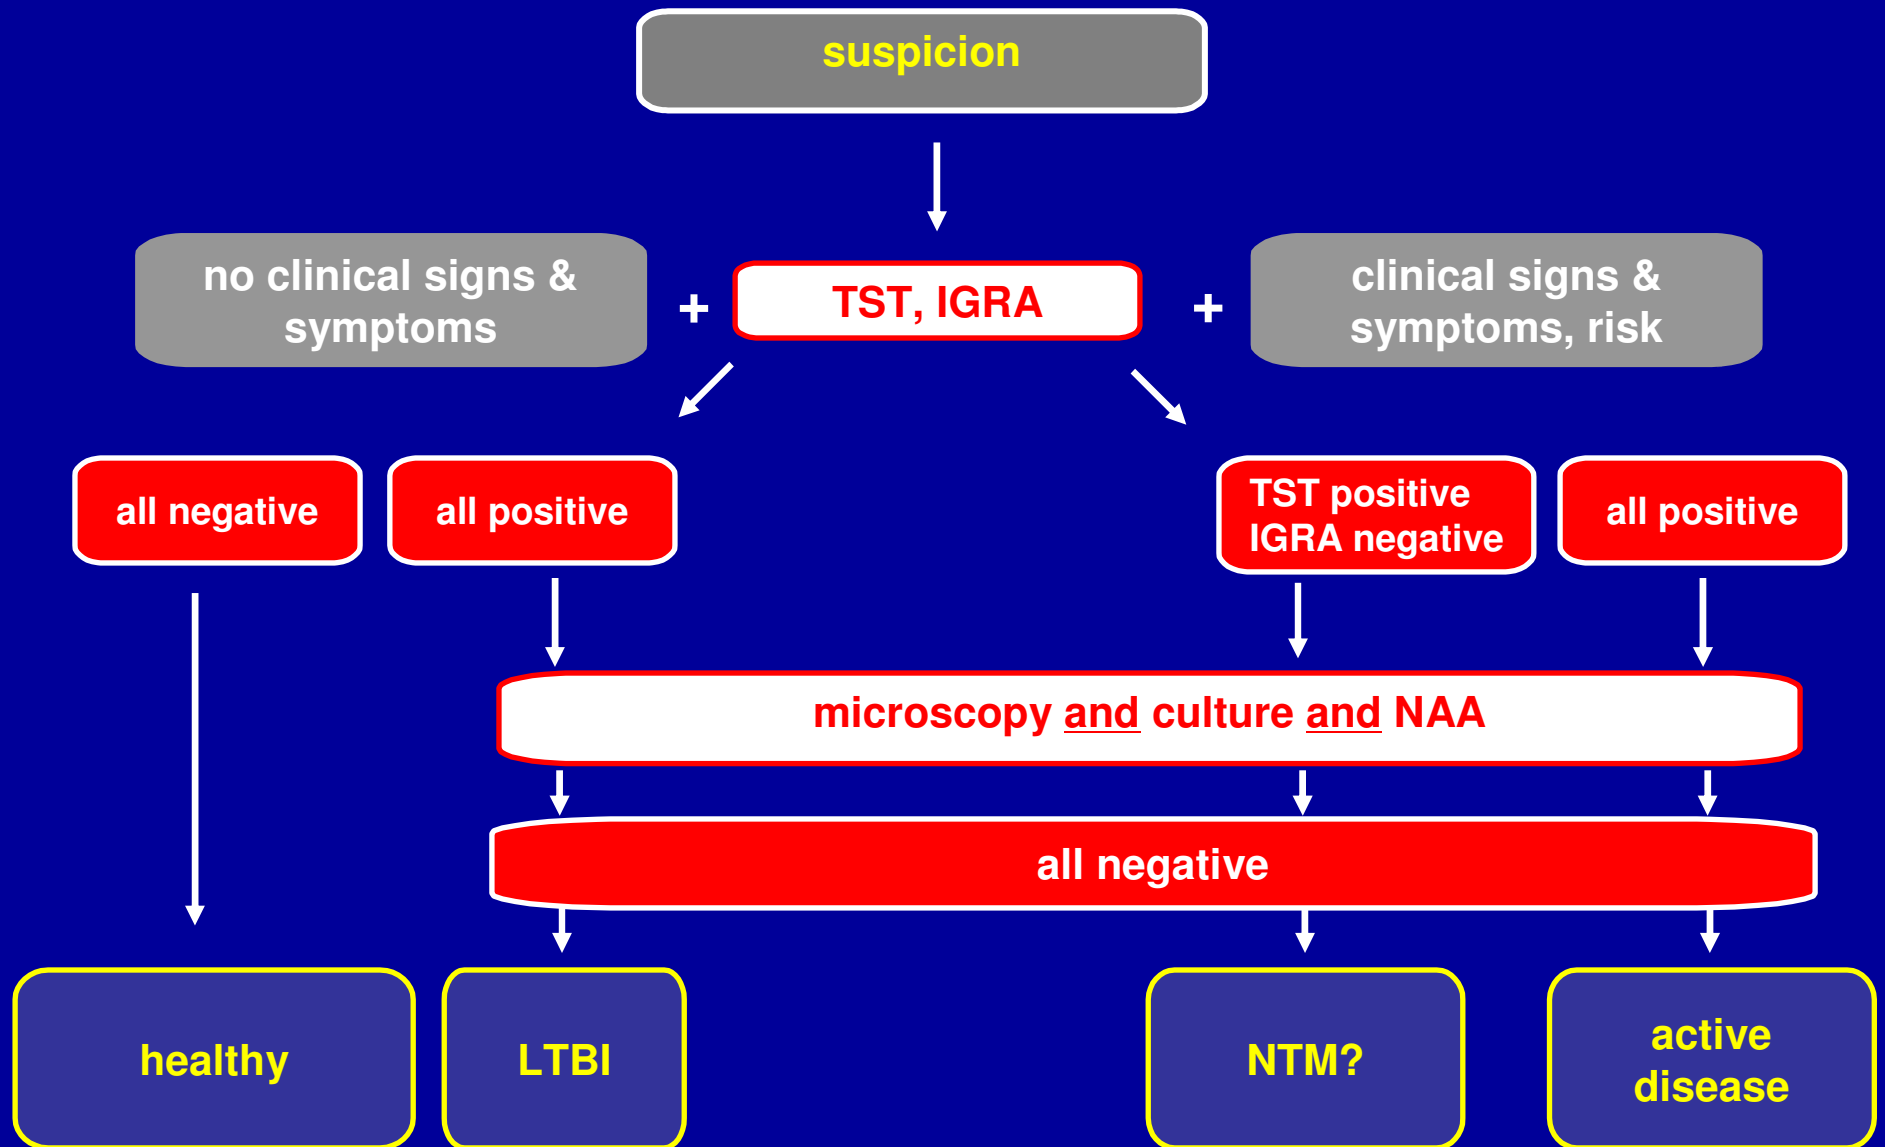 suspicion
no clinical signs &
symptoms
+
TST, IGRA
+
clinical signs &
symptoms, risk
all negative
all positive
TST positive
IGRA negative
all positive
microscopy and culture and NAA
all negative
healthy
LTBI
NTM?
active
disease